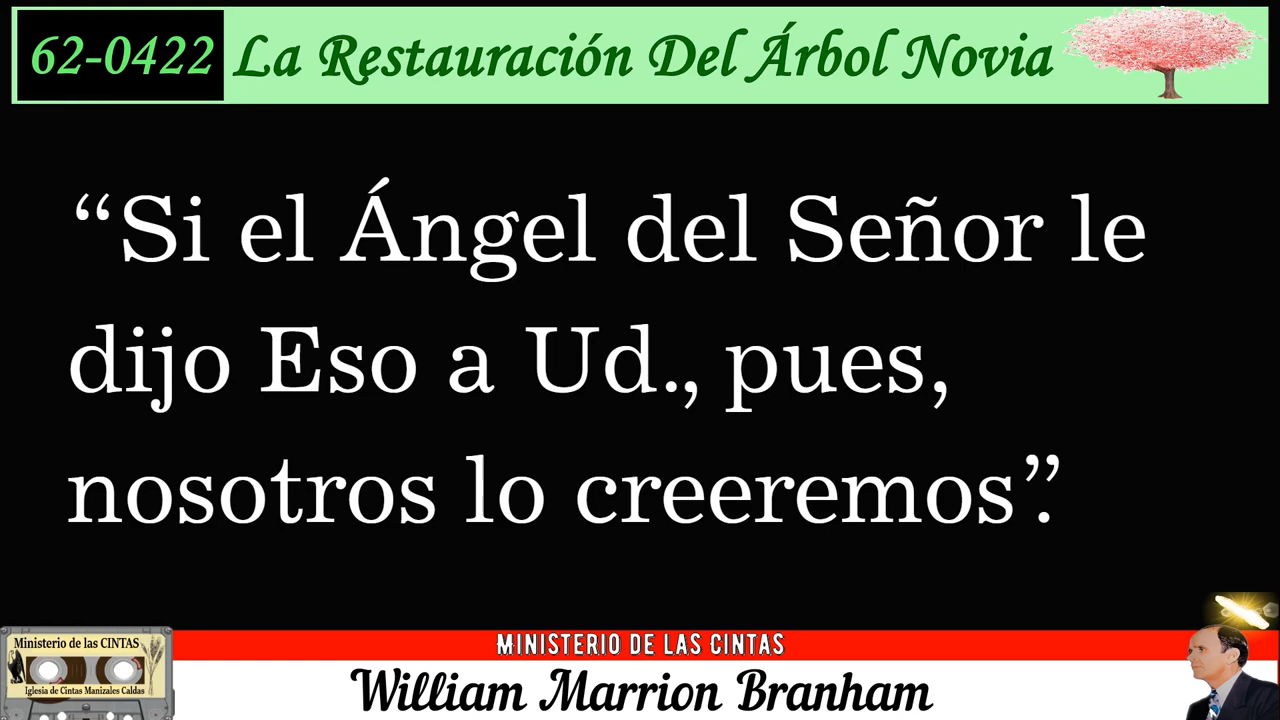 62-0422 La Restauración Del Árbol Novia
“Si el Ángel del Señor le
dijo Eso a Ud., pues,
nosotros lo creeremos”.
Ministerio de las CINTAS
Iglesia de Cintas Manizales Caldas
MINISTERIO DE LAS CINTAS
William Marrion Branham